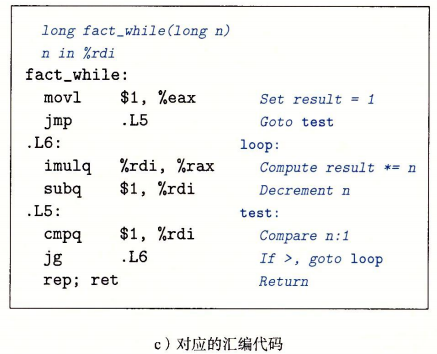 long fact_while(long n)
n in %rdi
fact_while:
movl $1, %eax Set result = 1
jmp .L5 Goto test
.L6: loop:
imulq %rdi, %rax Compute result *= n
subq $1, %rdi Decrement n
.L5: test:
cmpq $1, %rdi Compare n:1
jg .L6 If >, goto loop
rep; ret Return
c）对应的汇编代码